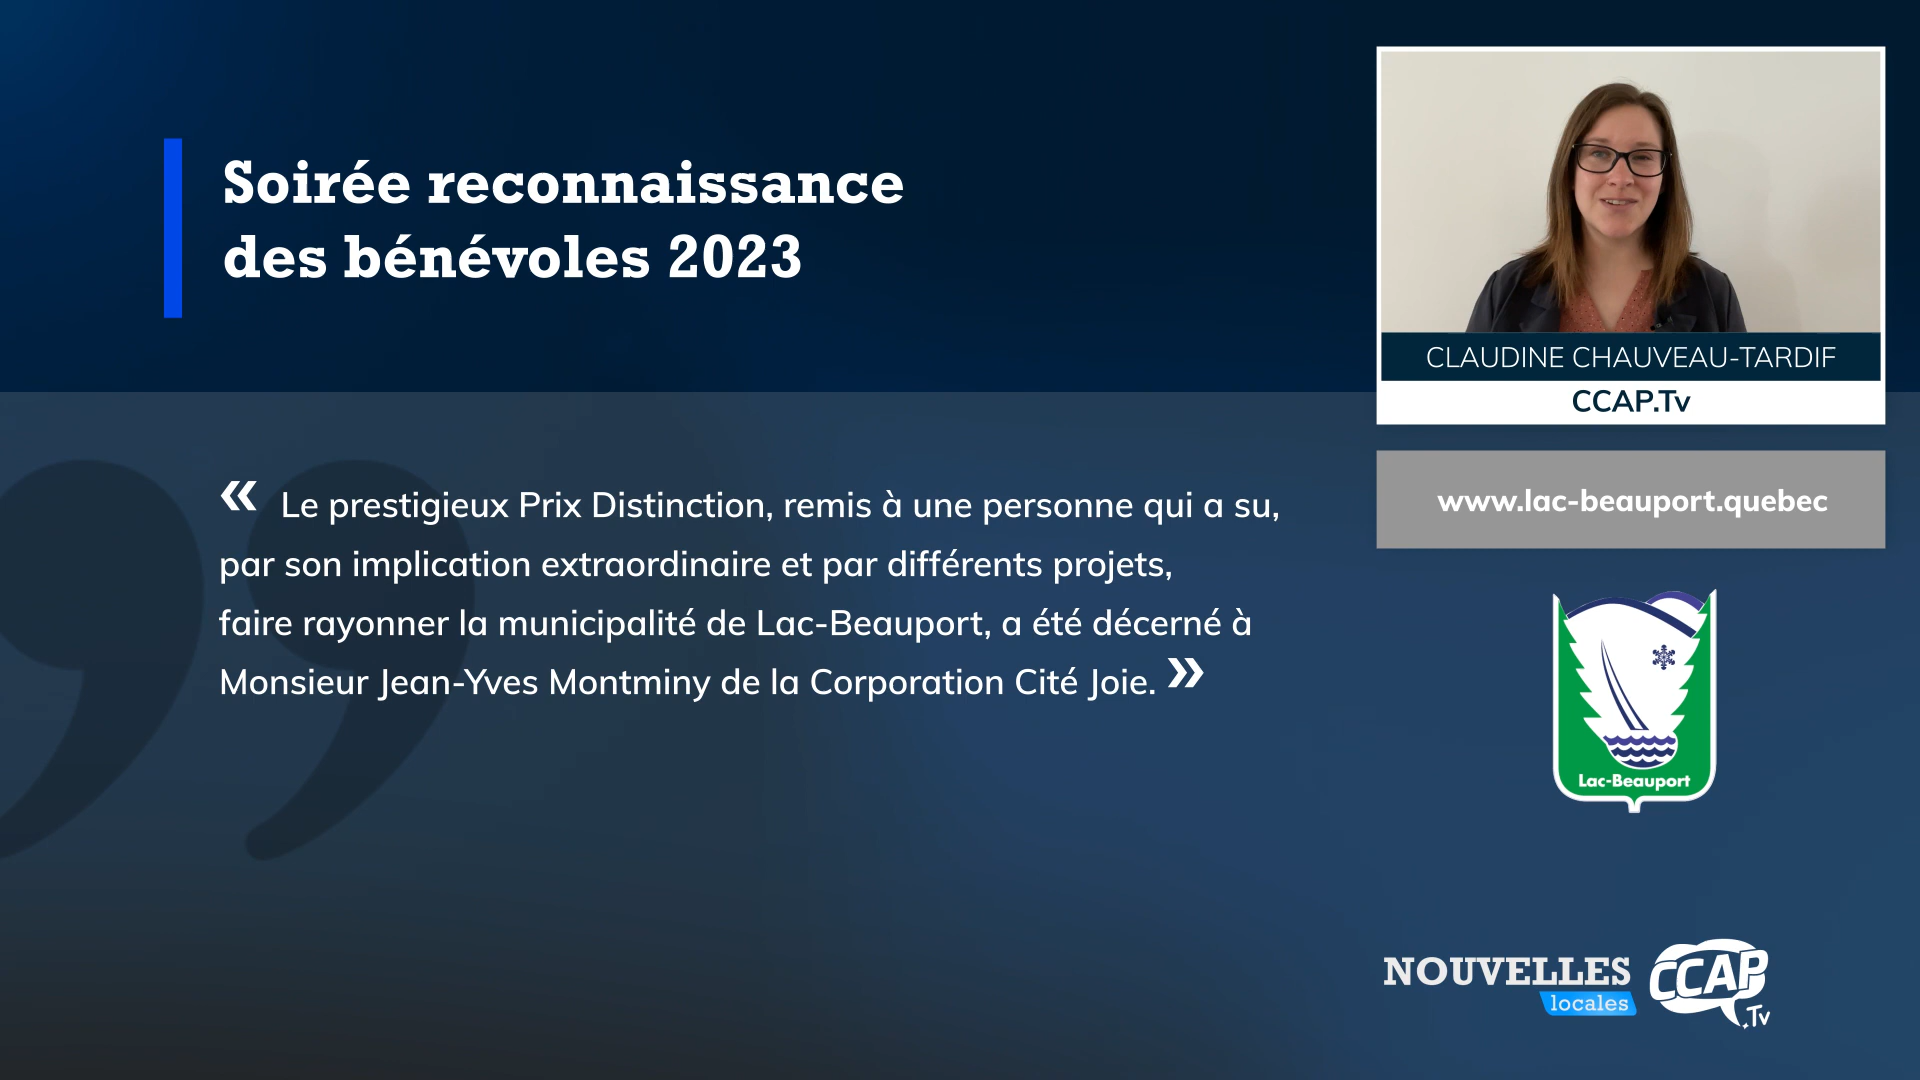 Soirée reconnaissance
des bénévoles 2023
« Le prestigieux Prix Distinction, remis à une personne qui a su,
par son implication extraordinaire et par différents projets,
faire rayonner la municipalité de Lac-Beauport, a été décerné à
Monsieur Jean-Yves Montminy de la Corporation Cité Joie. »
CLAUDINE CHAUVEAU-TARDIF
CCAP.Tv
www.lac-beauport.quebec
Lac-Beauport
NOUVELLES
locales
CCAP
.Tv